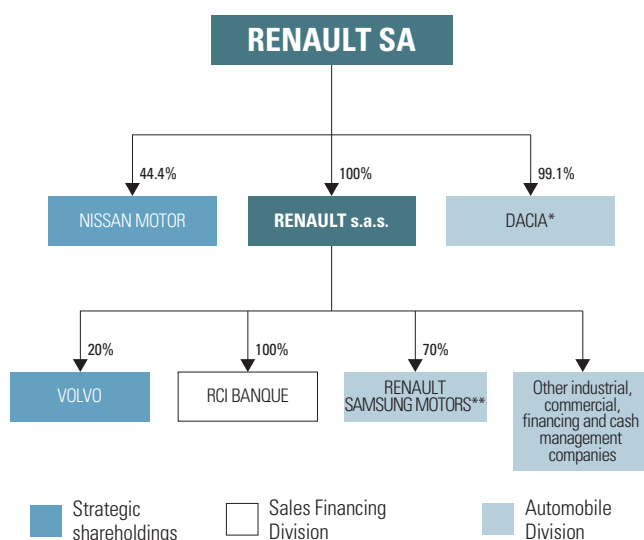 RENAULT SA
44.4%
100%
99.1%
NISSAN MOTOR
RENAULT s.a.s.
DACIA*
20%
100%
70%
VOLVO
RCI BANQUE
RENAULT
SAMSUNG MOTORS**
Other industrial,
commercial,
financing and cash
management
companies
Strategic
shareholdings
Sales Financing
Division
Automobile
Division